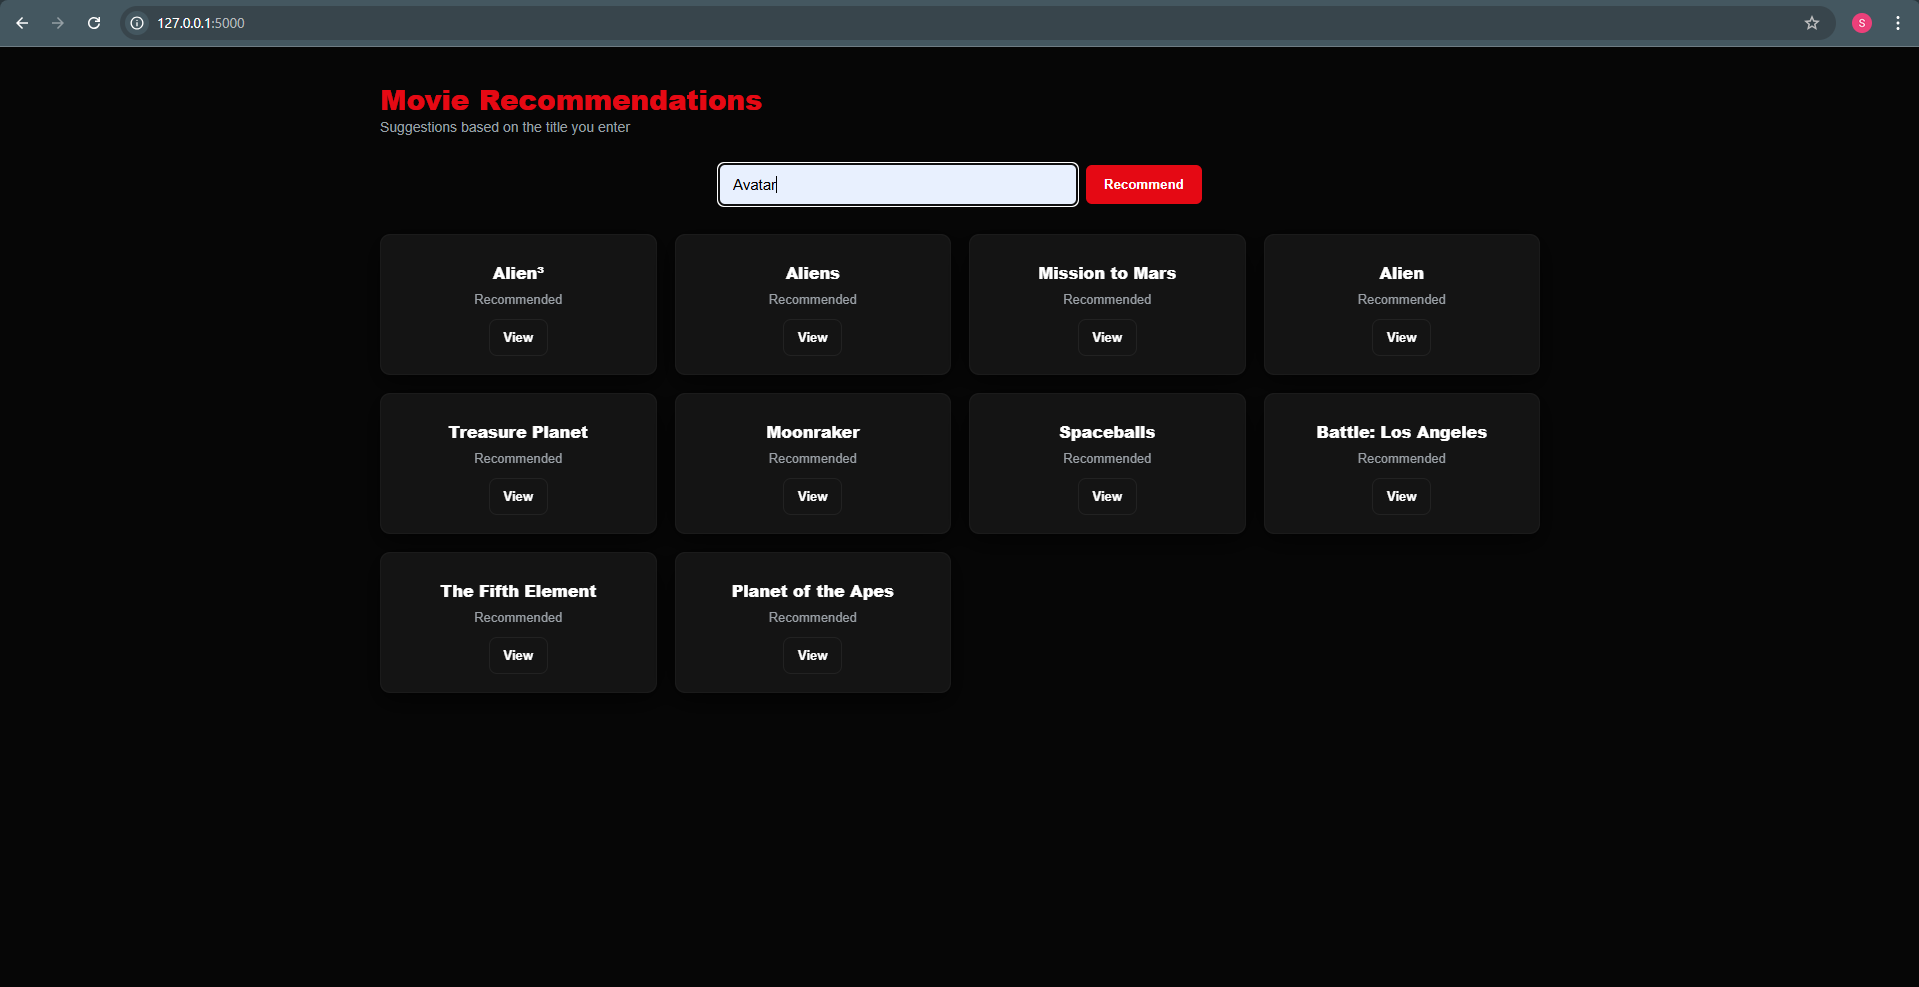 127.0.0.1:5000
S
Movie Recommendations
Suggestions based on the title you enter
Avatar
Recommend
Alien³
Recommended
View
Aliens
Recommended
View
Mission to Mars
Recommended
View
Alien
Recommended
View
Treasure Planet
Recommended
View
Moonraker
Recommended
View
Spaceballs
Recommended
View
Battle: Los Angeles
Recommended
View
The Fifth Element
Recommended
View
Planet of the Apes
Recommended
View